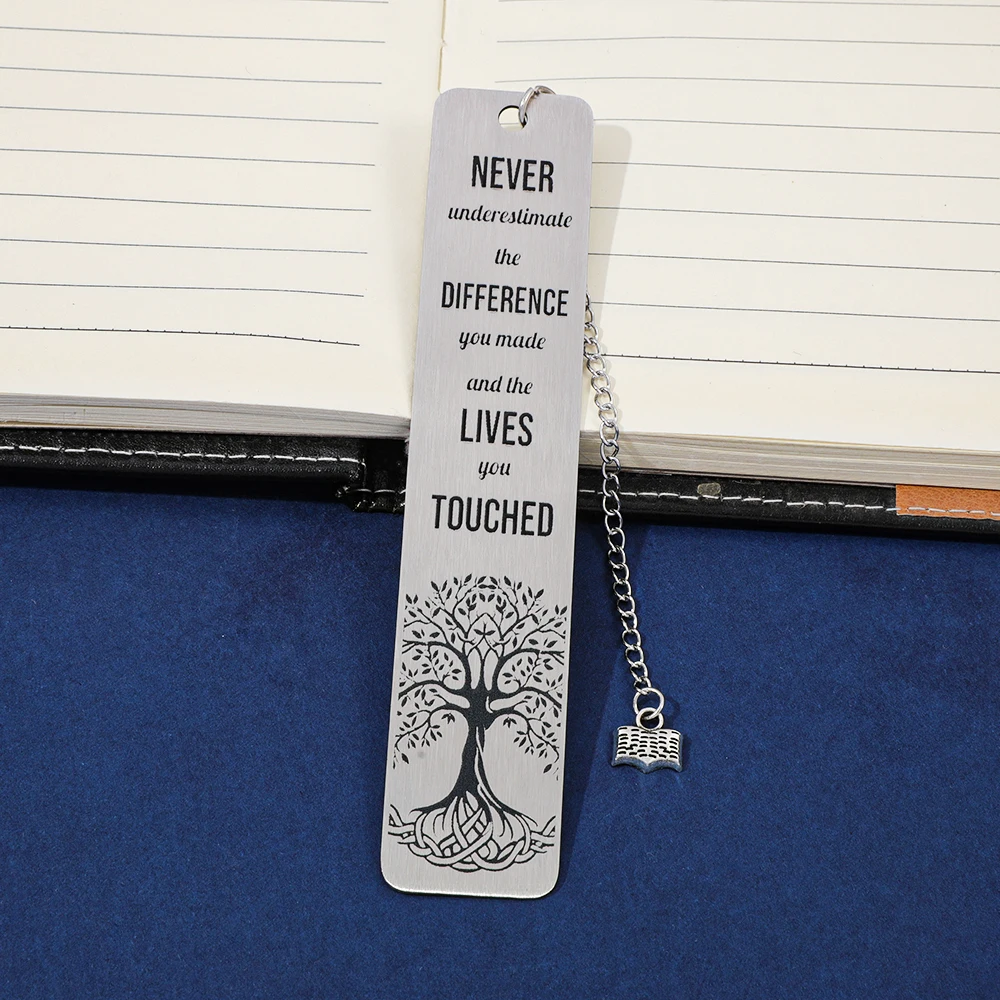 NEVER
underestimate
the
DIFFERENCE
you made
and the
LIVES
you
TOUCHED